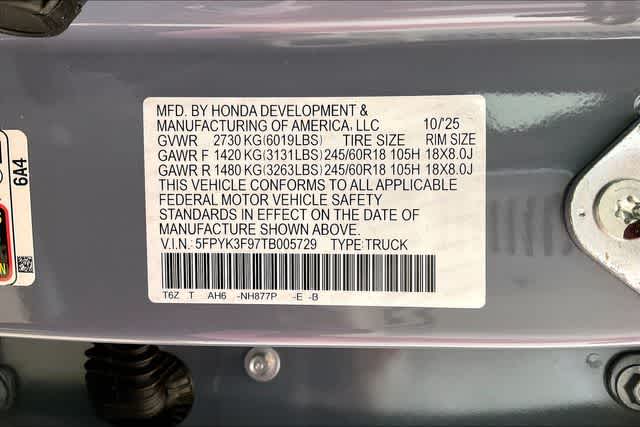 MFD. BY HONDA DEVELOPMENT &
MANUFACTURING OF AMERICA, LLC 10/'25
GVWR 2730 KG(6019LBS) TIRE SIZE RIM SIZE
GAWR F 1420 KG(3131LBS) 245/60R18 105H 18X8.0J
GAWR R 1480 KG(3263LBS) 245/60R18 105H 18X8.0J
THIS VEHICLE CONFORMS TO ALL APPLICABLE
FEDERAL MOTOR VEHICLE SAFETY
STANDARDS IN EFFECT ON THE DATE OF
MANUFACTURE SHOWN ABOVE.
V.I.N.: 5FPYK3F97TB005729 TYPE:TRUCK
T6Z T AH6 -NH877P -E -B
6A4